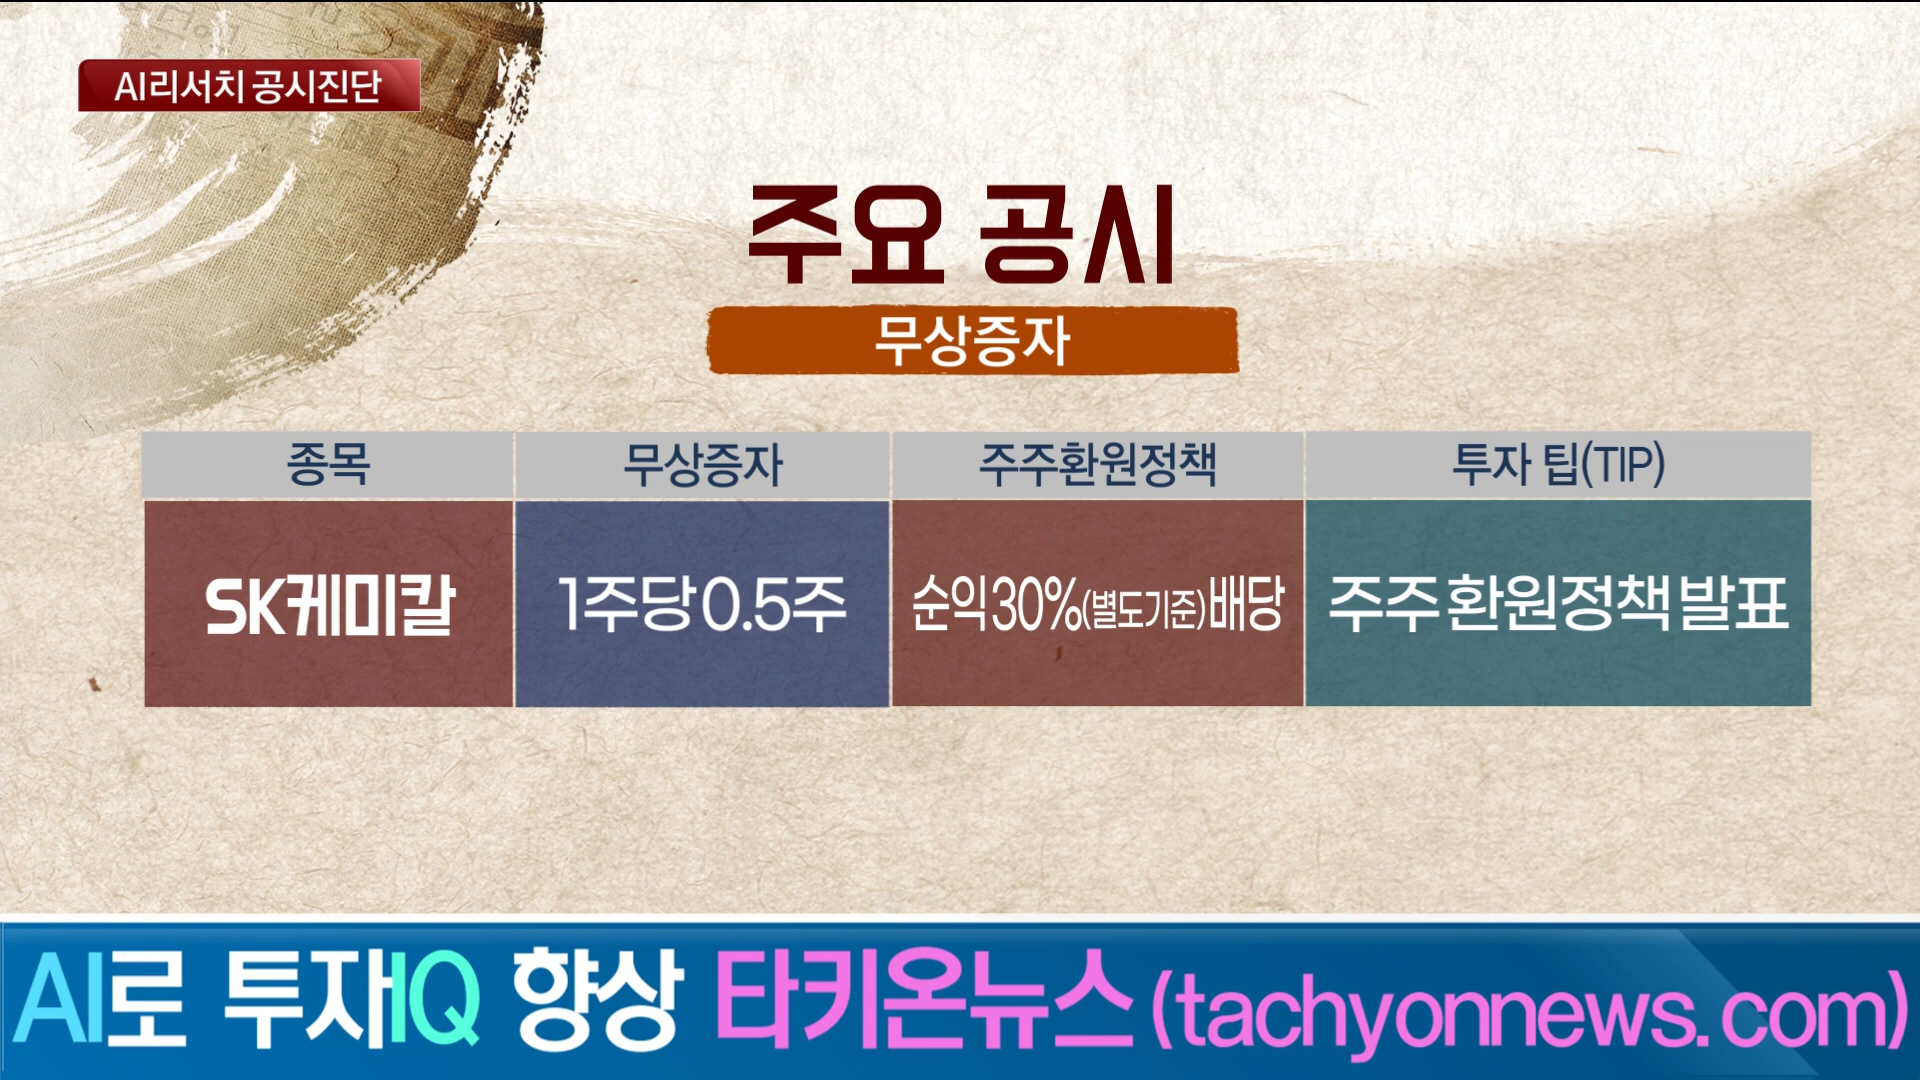 AI리서치 공시진단
주요 공시
무상증자
종목 무상증자 주주환원정책 투자 팁(TIP)
SK케미칼 1주당 0.5주 순익 30%(별도기준) 배당 주주 환원정책 발표
AI로 투자IQ 향상 타키온뉴스 (tachyonnews.com)